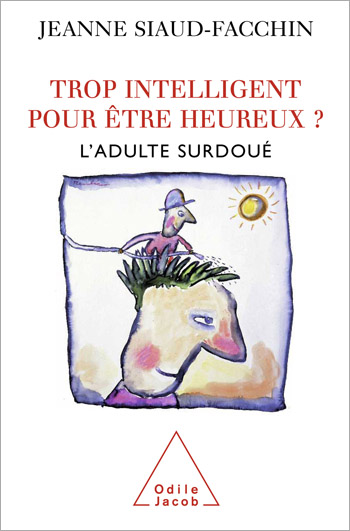 JEANNE SIAUD-FACCHIN
TROP INTELLIGENT
POUR ÊTRE HEUREUX ?
L'ADULTE SURDOUÉ
Odile
Jacob